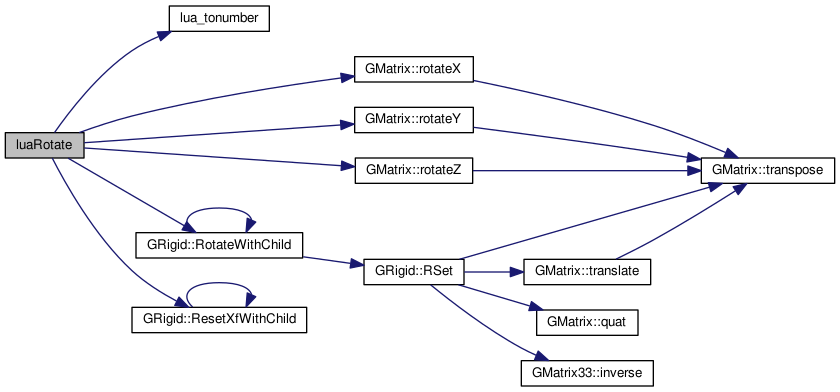 lua_tonumber
GMatrix::rotateX
GMatrix::rotateY
luaRotate
GMatrix::rotateZ
GMatrix::transpose
GRigid::RotateWithChild
GRigid::RSet
GMatrix::translate
GRigid::ResetXfWithChild
GMatrix::quat
GMatrix33::inverse